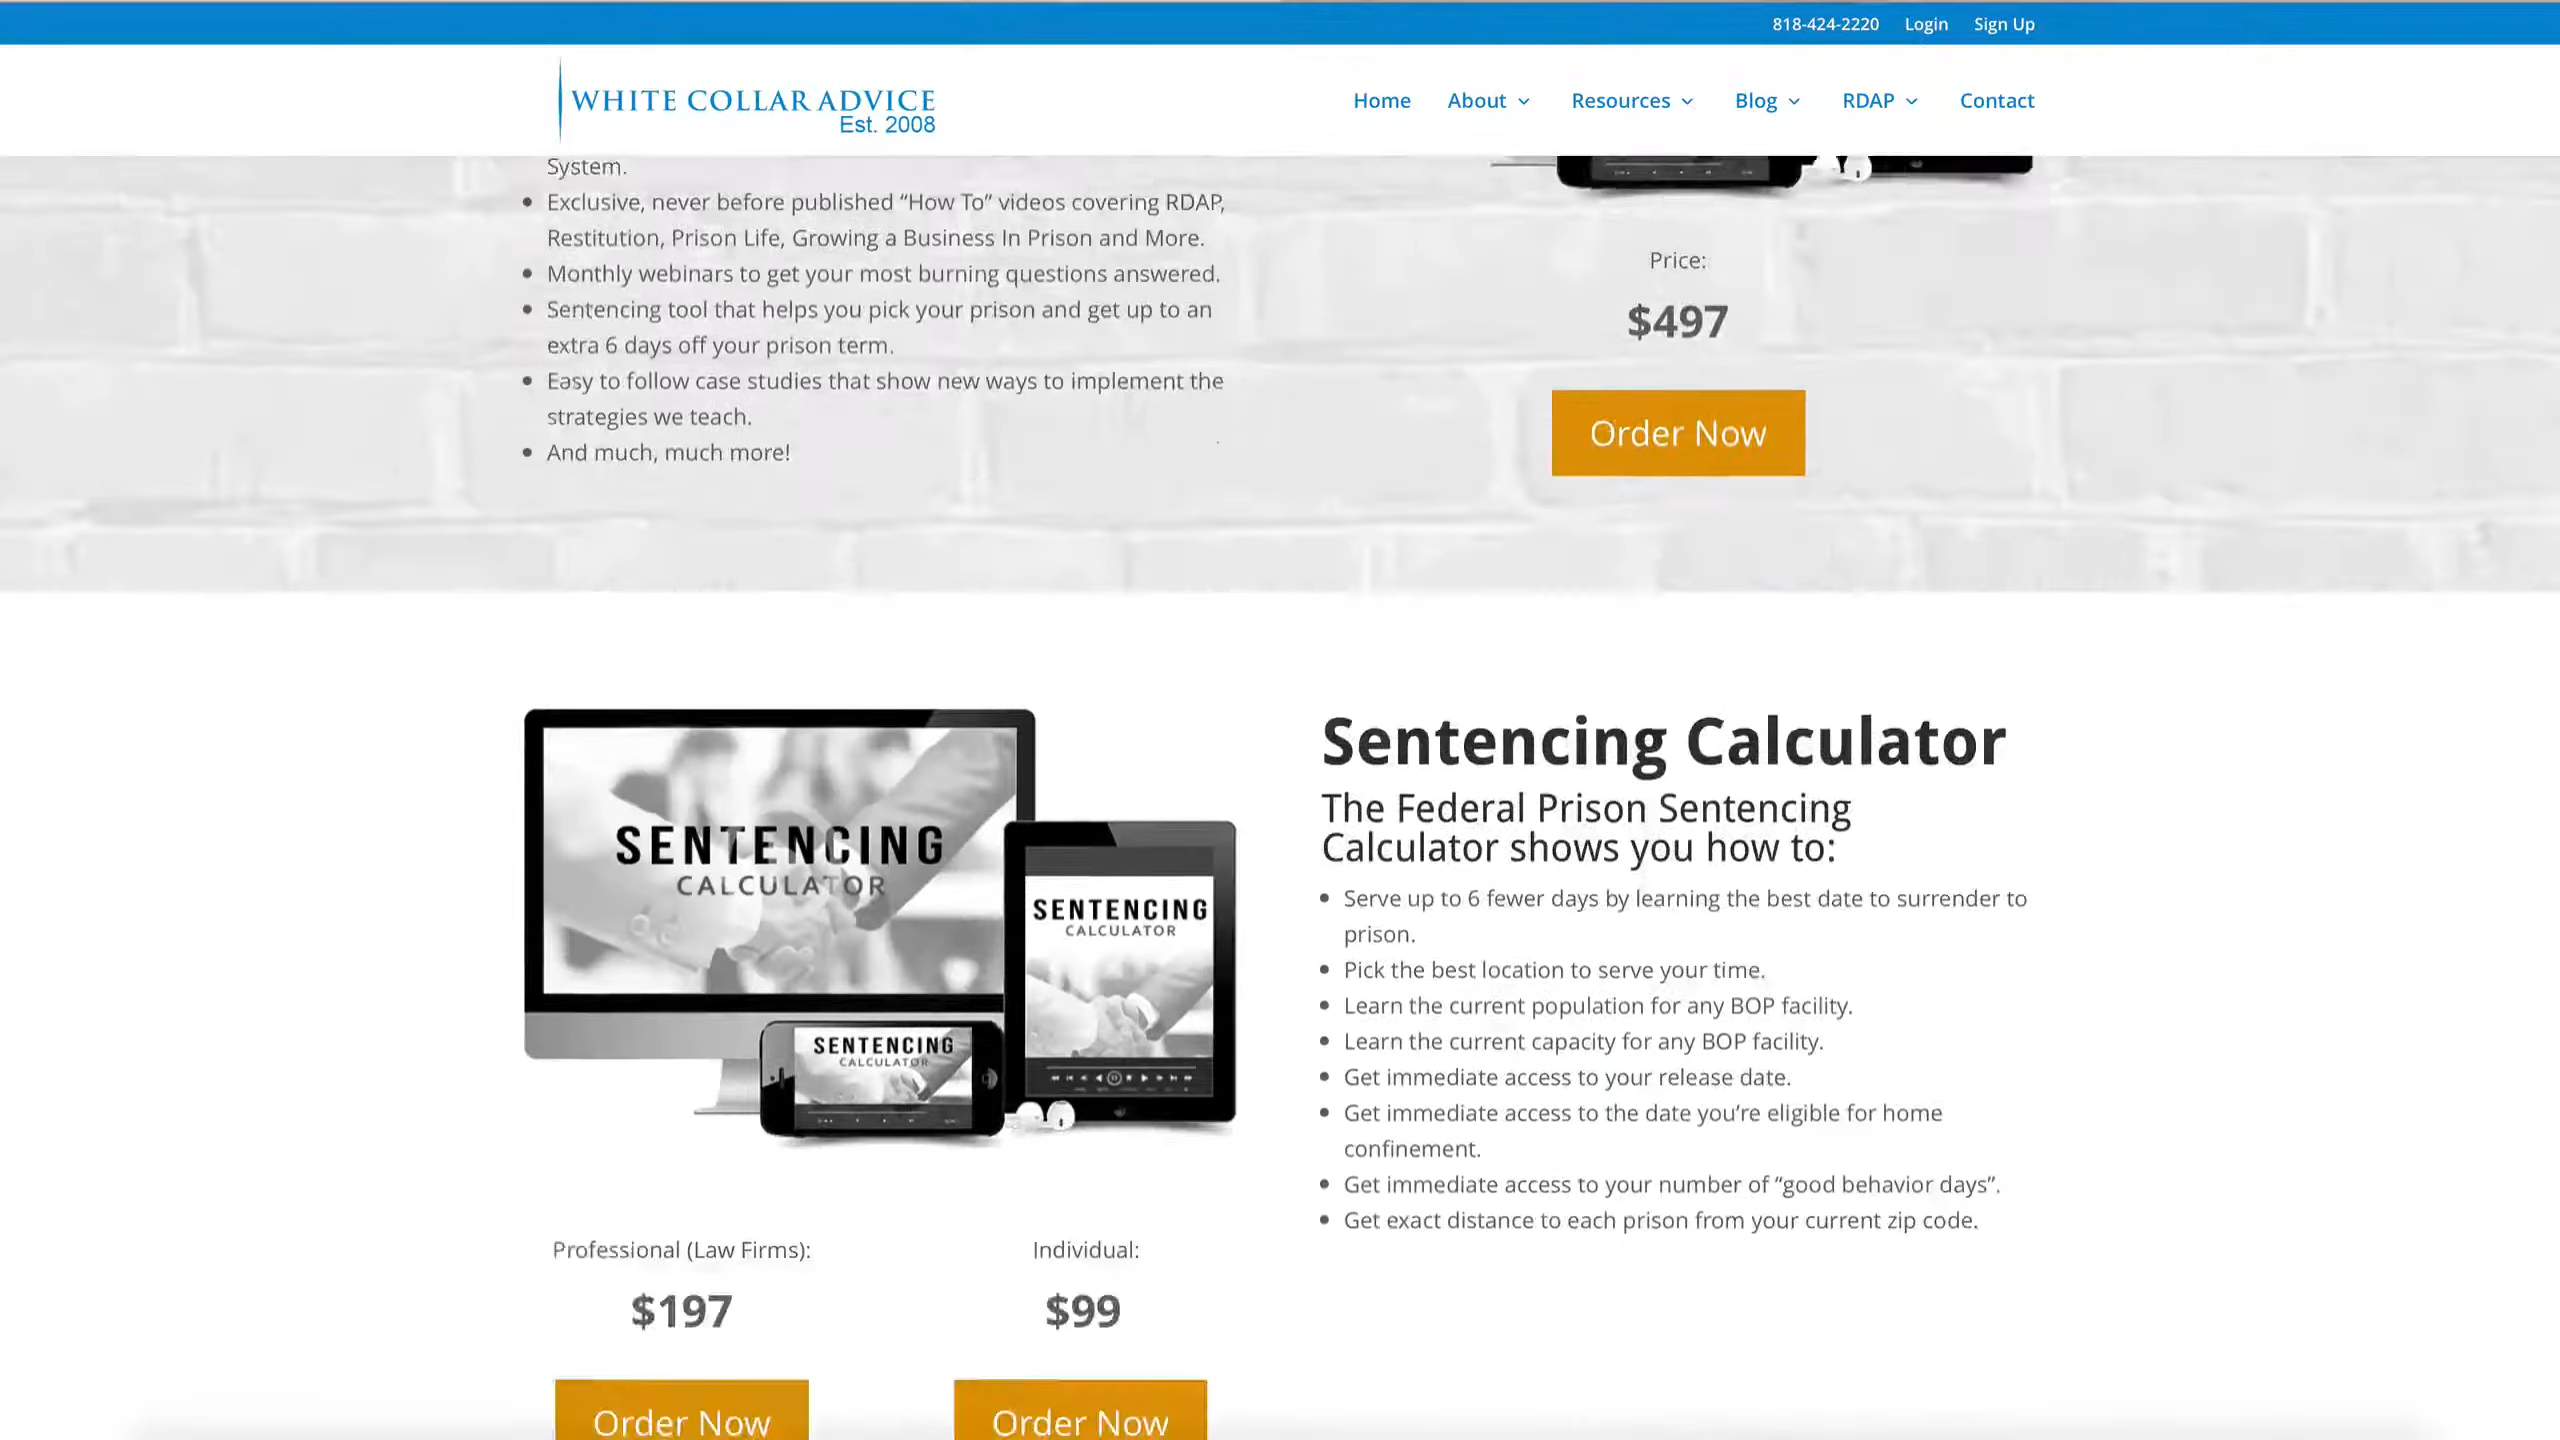 818-424-2220 Login Sign Up
WHITE COLLAR ADVICE
Est. 2008
Home About Resources Blog RDAP Contact
System.
Exclusive, never before published “How To” videos covering RDAP,
Restitution, Prison Life, Growing a Business In Prison and More.
Monthly webinars to get your most burning questions answered.
Sentencing tool that helps you pick your prison and get up to an
extra 6 days off your prison term.
Easy to follow case studies that show new ways to implement the
strategies we teach.
And much, much more!
Price:
$497
Order Now
SENTENCING
CALCULATOR
SENTENCING
CALCULATOR
SENTENCING
CALCULATOR
Professional (Law Firms):
$197
Order Now
Individual:
$99
Order Now
Sentencing Calculator
The Federal Prison Sentencing
Calculator shows you how to:
Serve up to 6 fewer days by learning the best date to surrender to
prison.
Pick the best location to serve your time.
Learn the current population for any BOP facility.
Learn the current capacity for any BOP facility.
Get immediate access to your release date.
Get immediate access to the date you’re eligible for home
confinement.
Get immediate access to your number of “good behavior days”.
Get exact distance to each prison from your current zip code.